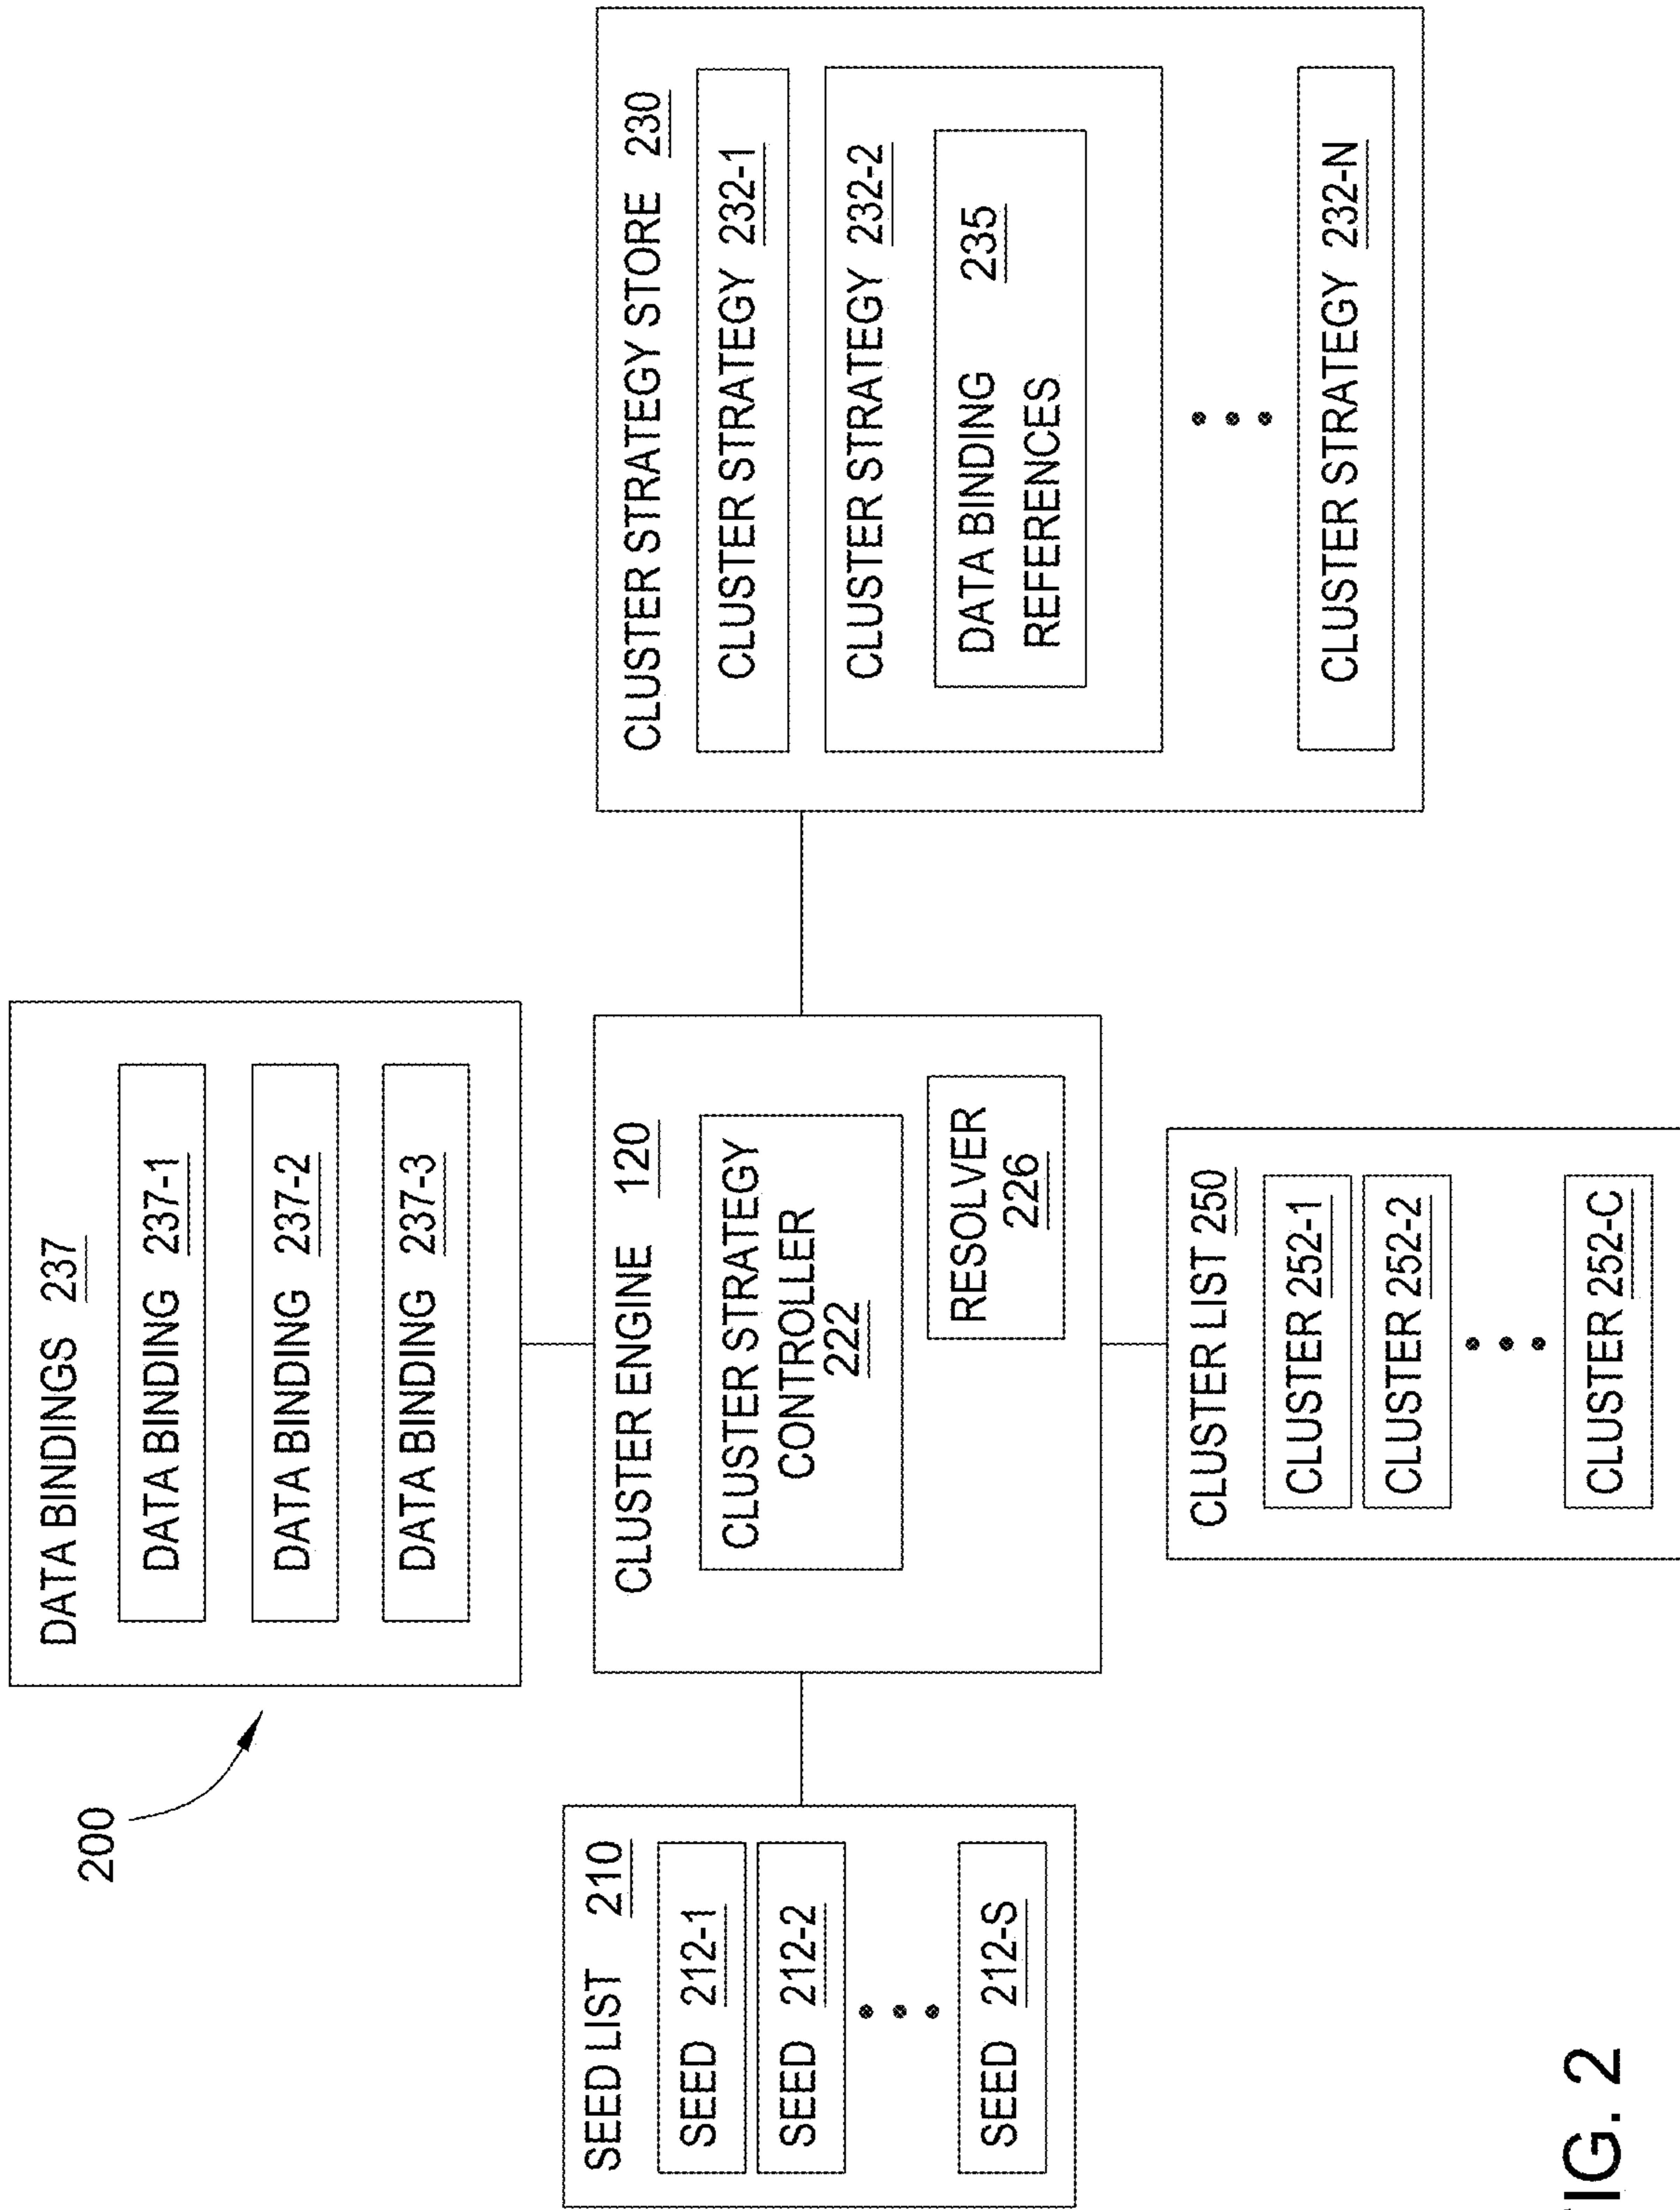 200
DATA BINDINGS 237
DATA BINDING 237-1
DATA BINDING 237-2
DATA BINDING 237-3
SEED LIST 210
SEED 212-1
SEED 212-2
SEED 212-S
CLUSTER ENGINE 120
CLUSTER STRATEGY
CONTROLLER
222
RESOLVER
226
CLUSTER STRATEGY STORE 230
CLUSTER STRATEGY 232-1
CLUSTER STRATEGY 232-2
DATA BINDING 235
REFERENCES
CLUSTER STRATEGY 232-N
CLUSTER LIST 250
CLUSTER 252-1
CLUSTER 252-2
CLUSTER 252-C
IG. 2